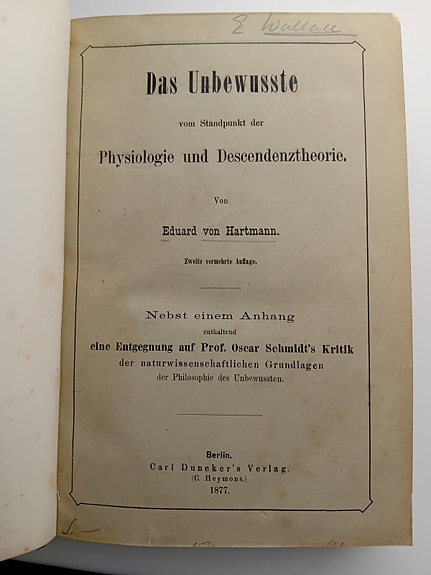 E Wallace
Das Unbewusste
vom Standpunkt der
Physiologie und Descendenztheorie.
Von
Eduard von Hartmann.
Zweite vermehrte Auflage.
Nebst einem Anhang
enthaltend
eine Entgegnung auf Prof. Oscar Schmidt's Kritik
der naturwissenschaftlichen Grundlagen
der Philosophie des Unbewussten.
Berlin.
Carl Duncker's Verlag.
(C. Heymons.)
1877.